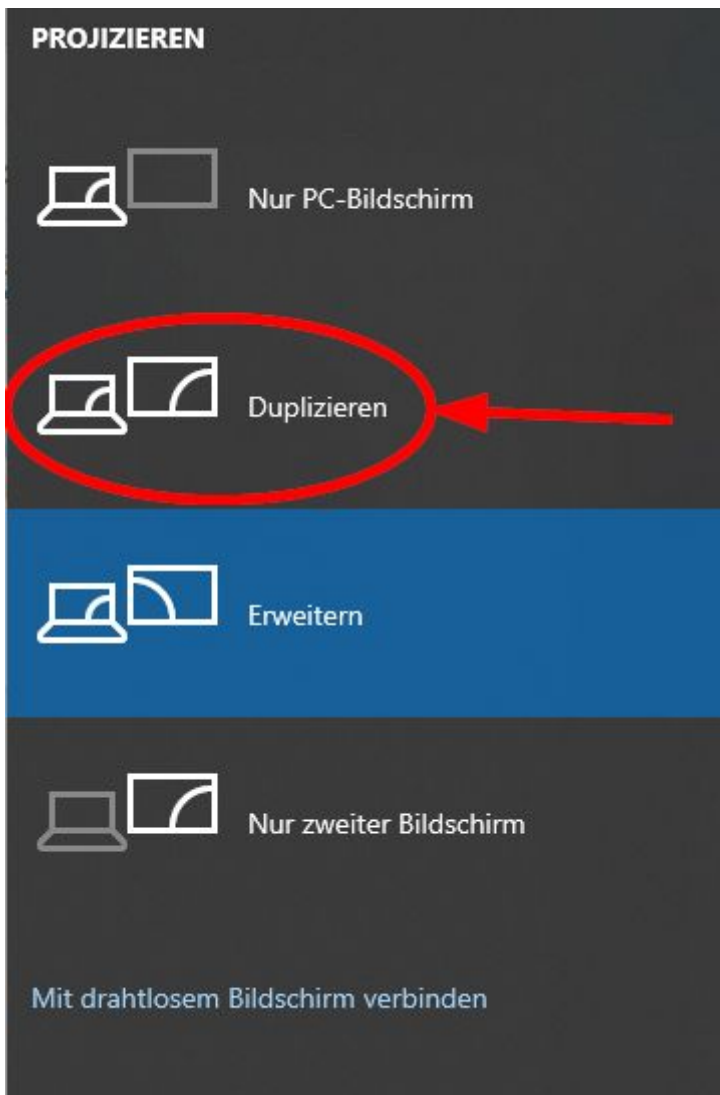 PROJIZIEREN
Nur PC-Bildschirm
Duplizieren
Erweitern
Nur zweiter Bildschirm
Mit drahtlosem Bildschirm verbinden